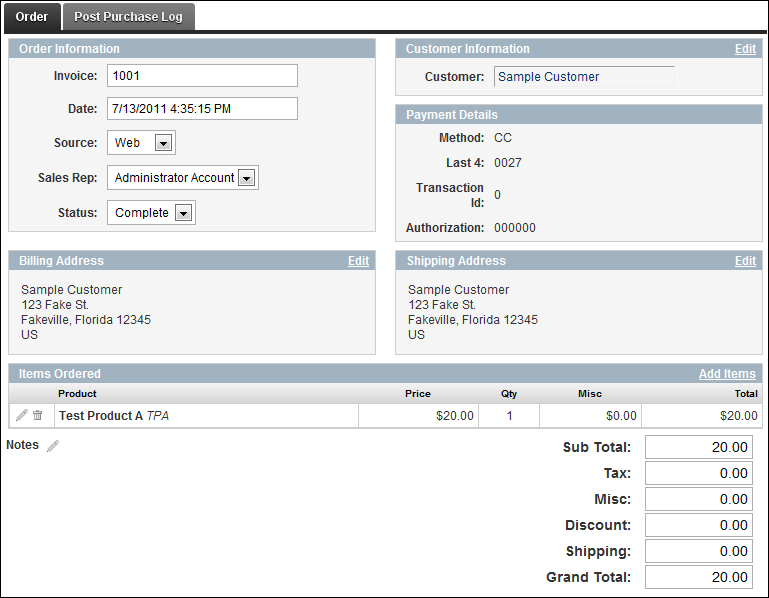 Order
Post Purchase Log
Order Information
Invoice: 1001
Date: 7/13/2011 4:35:15 PM
Source: Web
Sales Rep: Administrator Account
Status: Complete
Customer Information Edit
Customer: Sample Customer
Payment Details
Method: CC
Last 4: 0027
Transaction
Id: 0
Authorization: 000000
Billing Address Edit
Sample Customer
123 Fake St.
Fakeville, Florida 12345
US
Shipping Address Edit
Sample Customer
123 Fake St.
Fakeville, Florida 12345
US
Items Ordered Add Items
Product Price Qty Misc Total
Test Product A TPA $20.00 1 $0.00 $20.00
Notes
Sub Total: 20.00
Tax: 0.00
Misc: 0.00
Discount: 0.00
Shipping: 0.00
Grand Total: 20.00